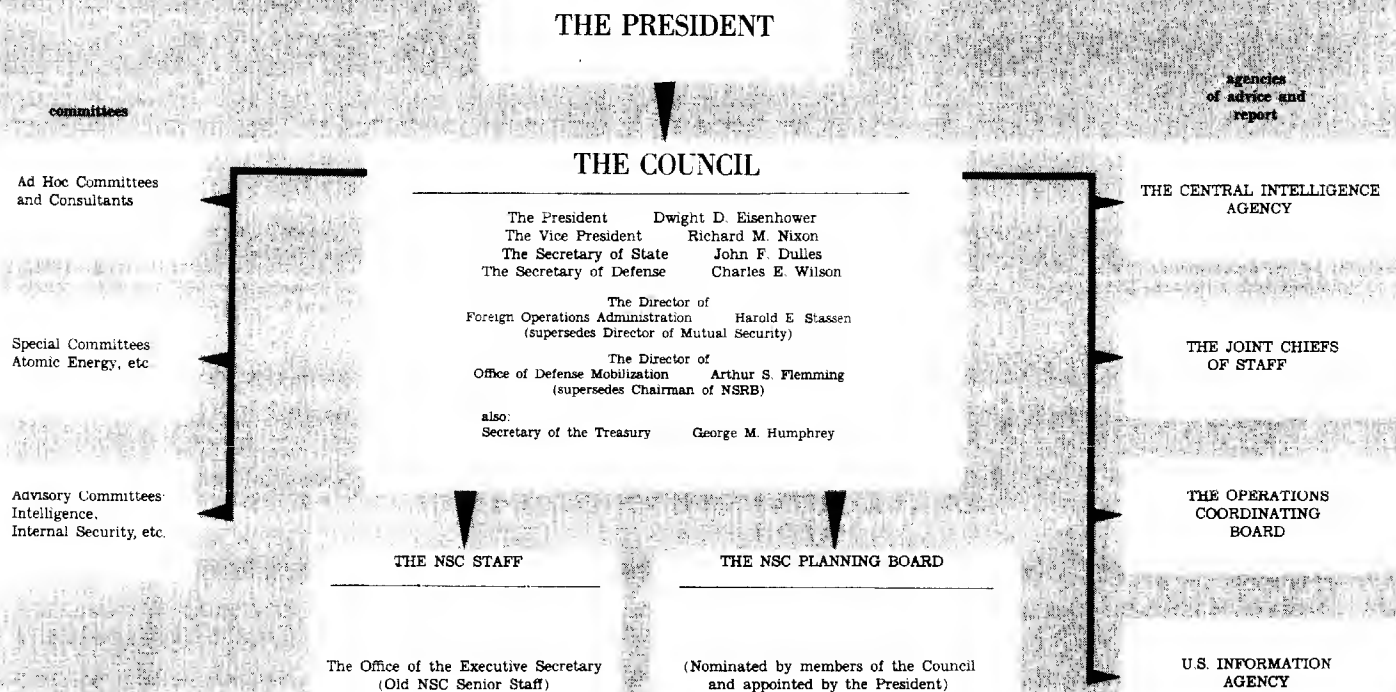 THE PRESIDENT
committees
agencies
of advice and
report
THE COUNCIL
The President Dwight D. Eisenhower
The Vice President Richard M. Nixon
The Secretary of State John F. Dulles
The Secretary of Defense Charles E. Wilson
The Director of
Foreign Operations Administration Harold E Stassen
(supersedes Director of Mutual Security)
The Director of
Office of Defense Mobilization Arthur S. Flemming
(supersedes Chairman of NSRB)
also:
Secretary of the Treasury George M. Humphrey
Ad Hoc Committees
and Consultants
Special Committees
Atomic Energy, etc
Advisory Committees
Intelligence,
Internal Security, etc.
THE CENTRAL INTELLIGENCE
AGENCY
THE JOINT CHIEFS
OF STAFF
THE OPERATIONS
COORDINATING
BOARD
U.S. INFORMATION
AGENCY
THE NSC STAFF
The Office of the Executive Secretary
(Old NSC Senior Staff)
THE NSC PLANNING BOARD
(Nominated by members of the Council
and appointed by the President)